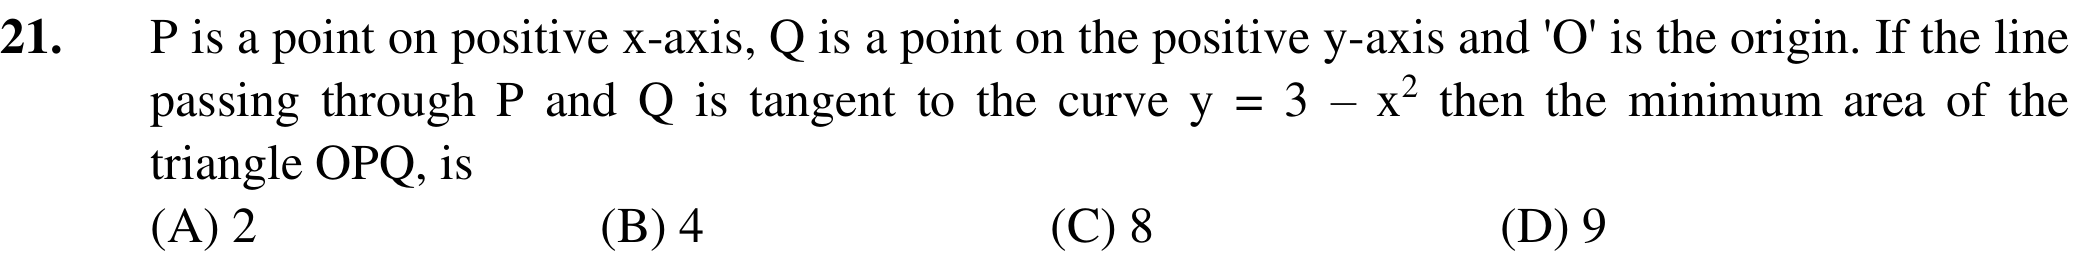 21. P is a point on positive x-axis, Q is a point on the positive y-axis and 'O' is the origin. If the line
passing through P and Q is tangent to the curve y = 3 – x² then the minimum area of the
triangle OPQ, is
(A) 2 (B) 4 (C) 8 (D) 9